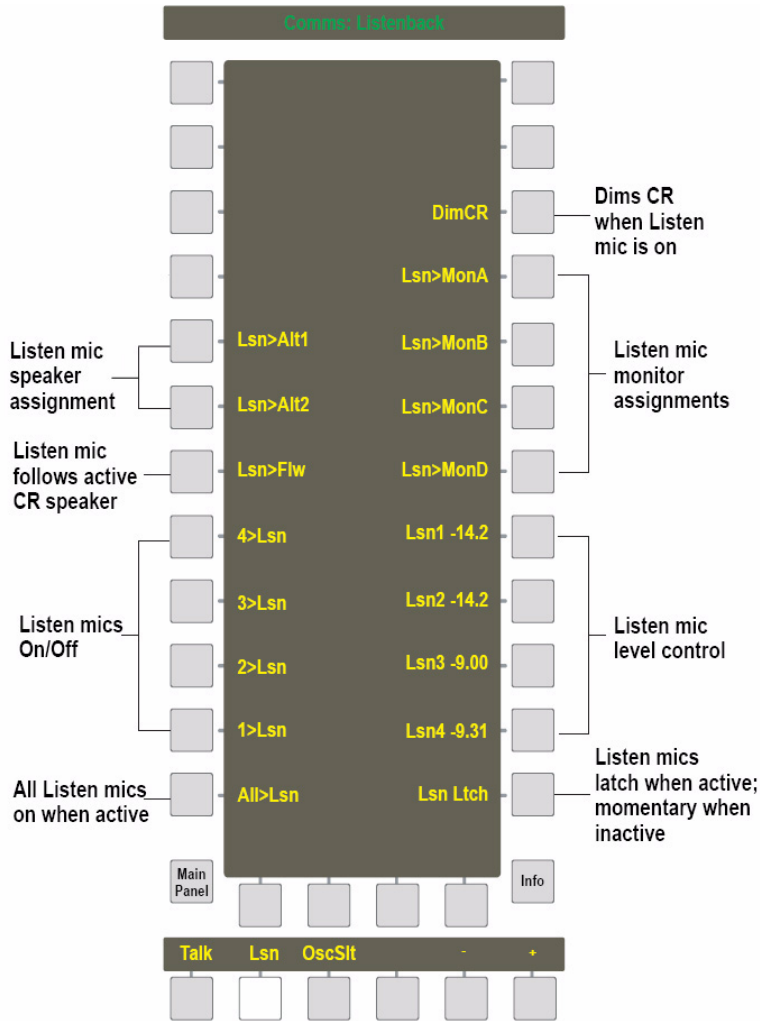 Comms: Listenback
DimCR
Dims CR
when Listen
mic is on
Lsn>MonA
Listen mic
speaker
assignment
Lsn>Alt1
Lsn>MonB
Listen mic
monitor
assignments
Lsn>Alt2
Lsn>MonC
Listen mic
follows active
CR speaker
Lsn>Flw
Lsn>MonD
4>Lsn
Lsn1 -14.2
Listen mics
On/Off
3>Lsn
Lsn2 -14.2
Listen mic
level control
2>Lsn
Lsn3 -9.00
1>Lsn
Lsn4 -9.31
All Listen mics
on when active
All>Lsn
Lsn Ltch
Listen mics
latch when active;
momentary when
inactive
Main
Panel
Info
Talk Lsn OscSlt - +